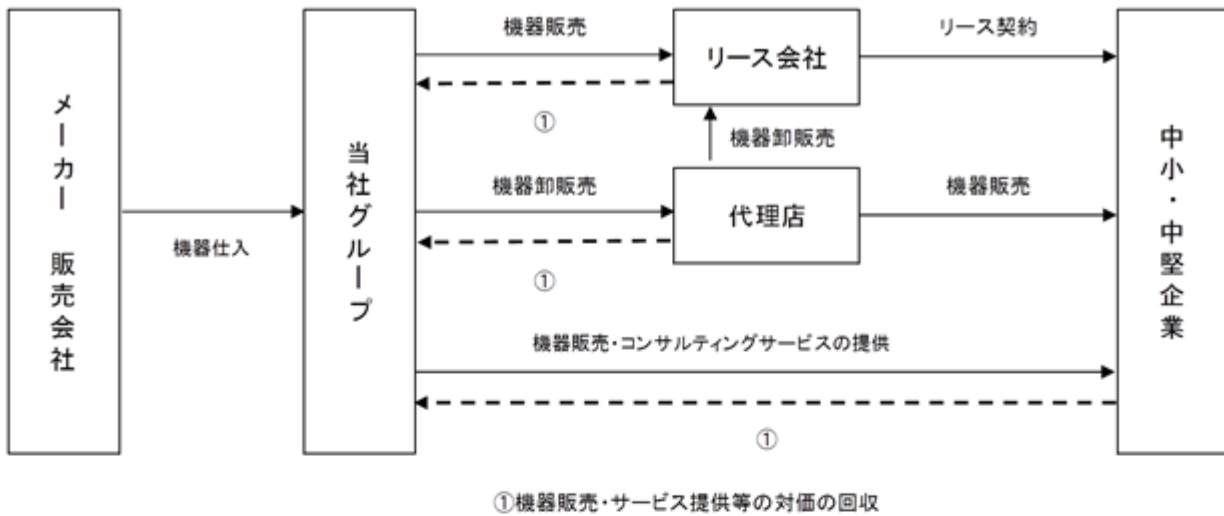 メーカー 販売会社
機器仕入
当社グループ
機器販売
①
リース会社
リース契約
機器卸販売
機器卸販売
①
代理店
機器販売
機器販売・コンサルティングサービスの提供
①
中小・中堅企業
①機器販売・サービス提供等の対価の回収